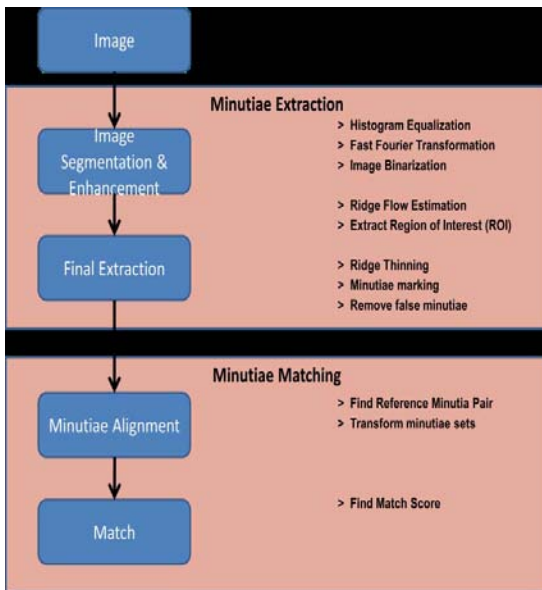 Image
Minutiae Extraction
Image
Segmentation &
Enhancement
> Histogram Equalization
> Fast Fourier Transformation
> Image Binarization
> Ridge Flow Estimation
> Extract Region of Interest (ROI)
Final Extraction
> Ridge Thinning
> Minutiae marking
> Remove false minutiae
Minutiae Matching
Minutiae Alignment
> Find Reference Minutia Pair
> Transform minutiae sets
Match
> Find Match Score